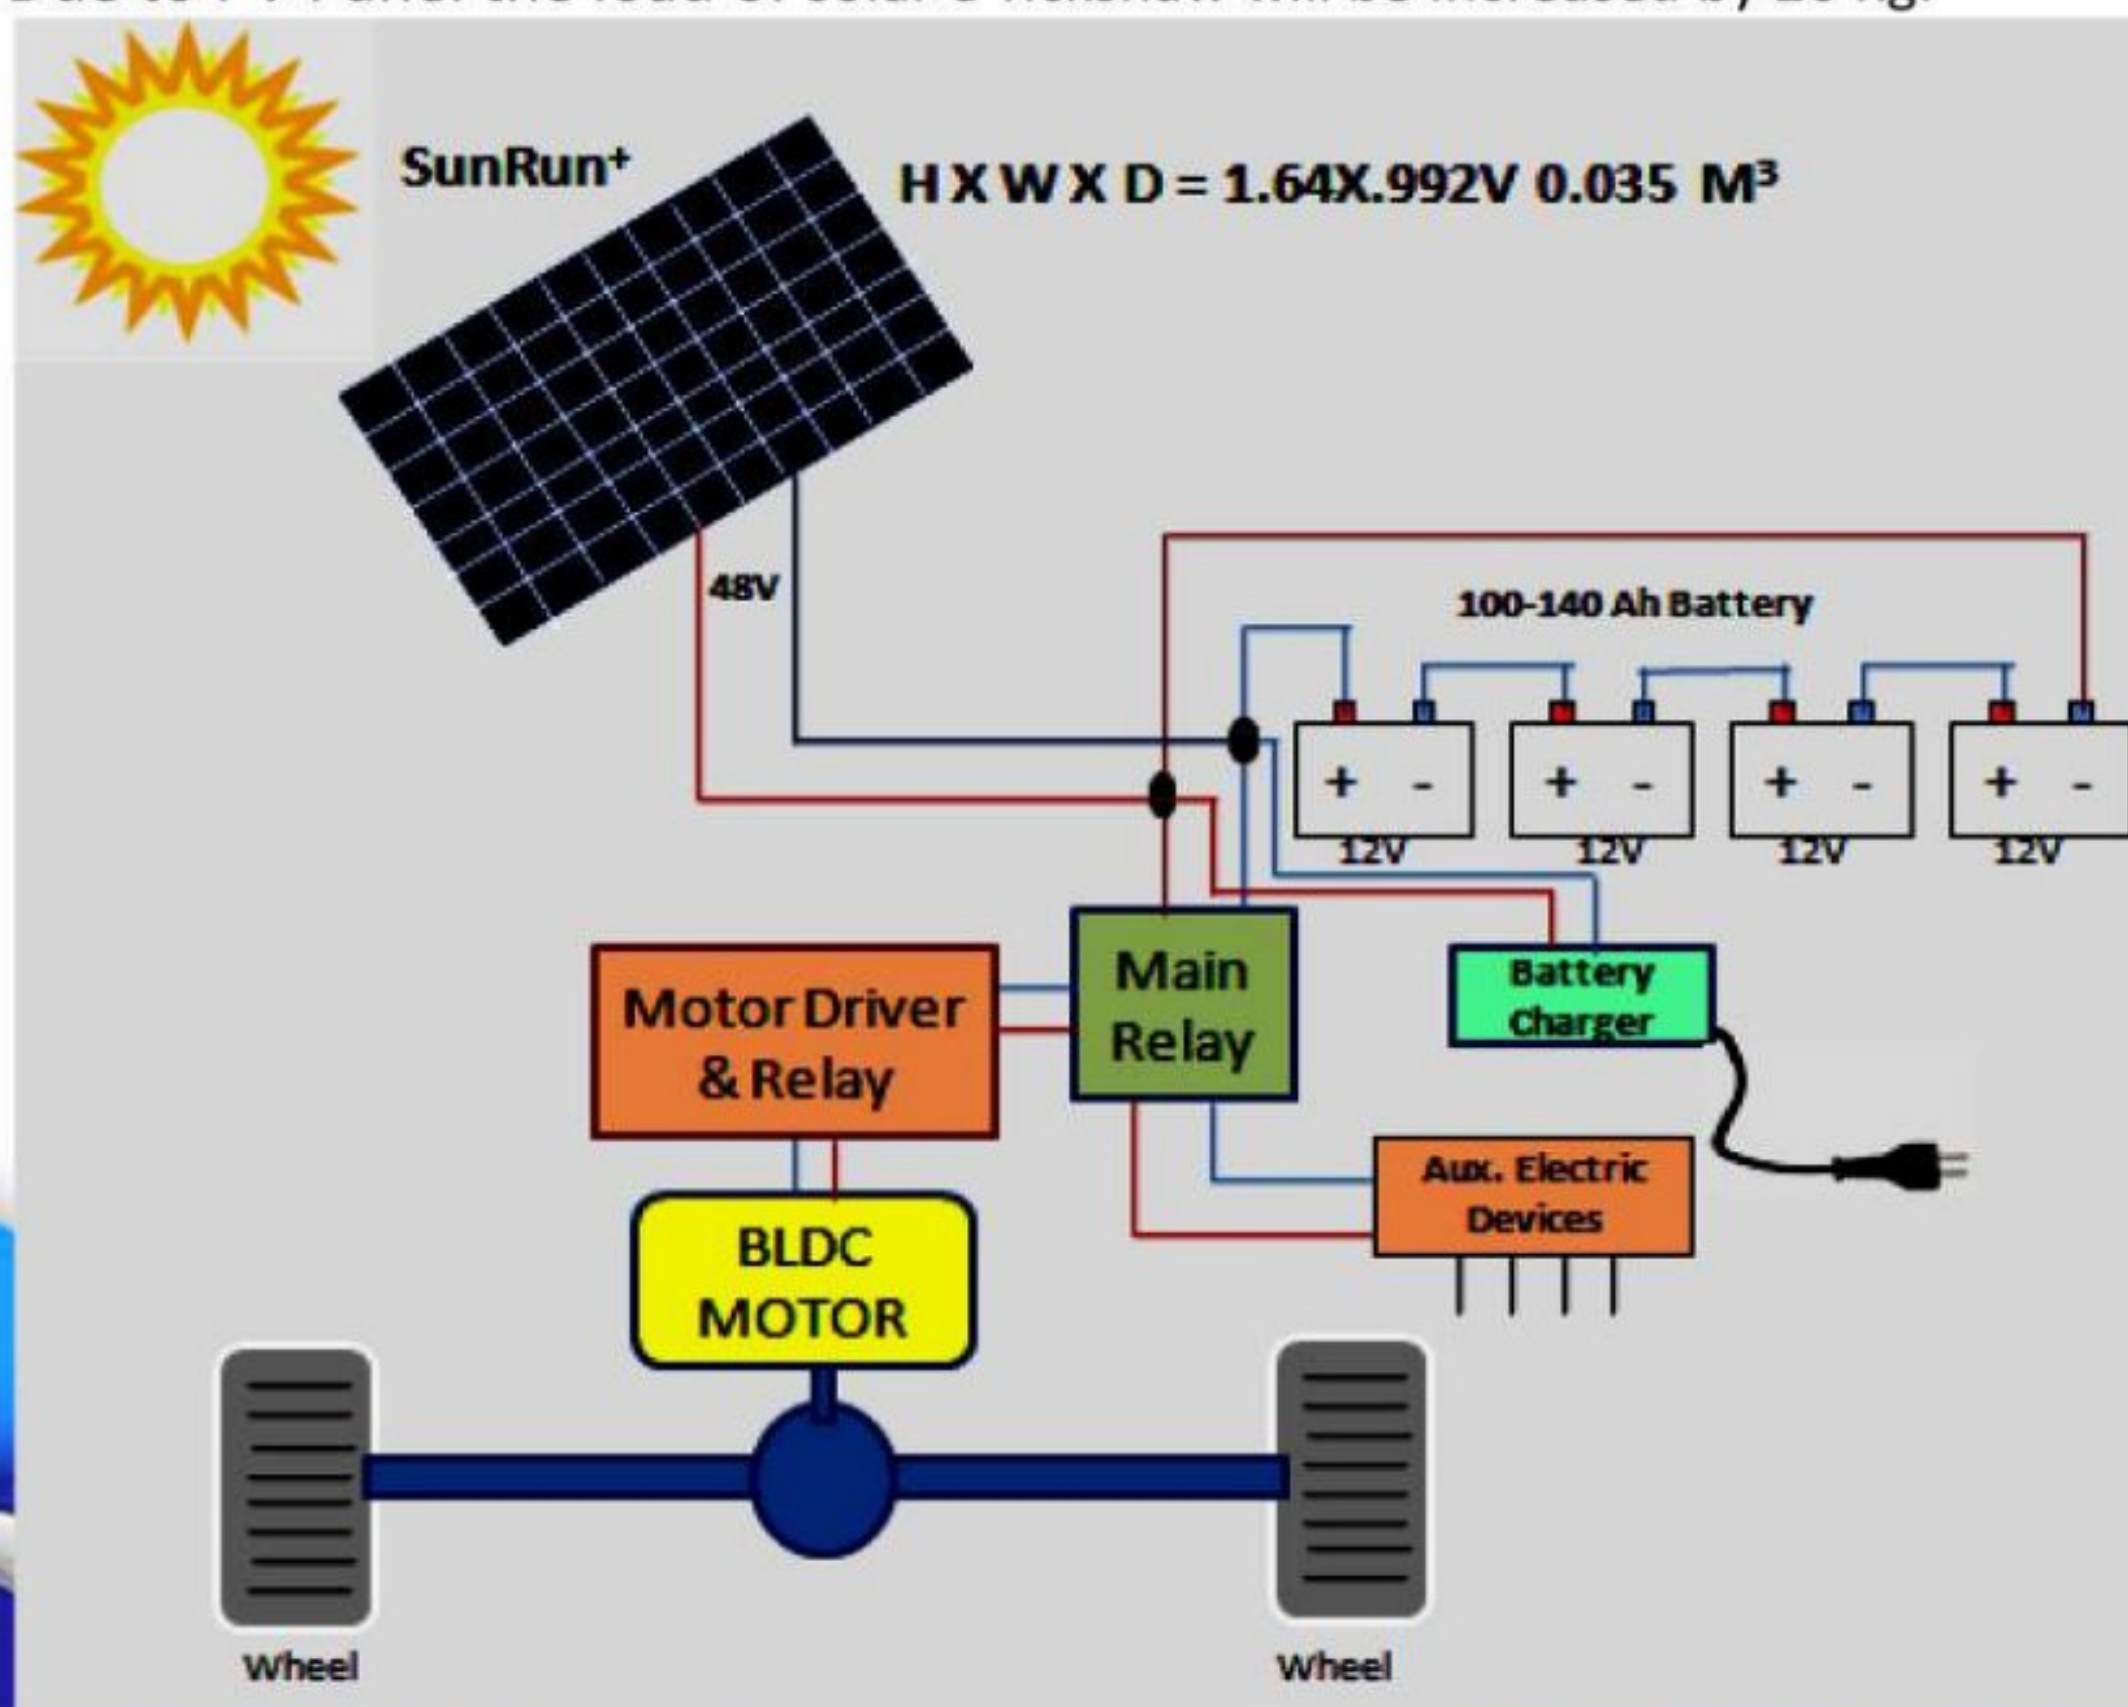 SunRun+
H X W X D = 1.64X.992V 0.035 M³
48V
100-140 Ah Battery
+ - + - + - + -
12V 12V 12V 12V
Main
Relay
Motor Driver
& Relay
Battery
Charger
Aux. Electric
Devices
BLDC
MOTOR
Wheel Wheel